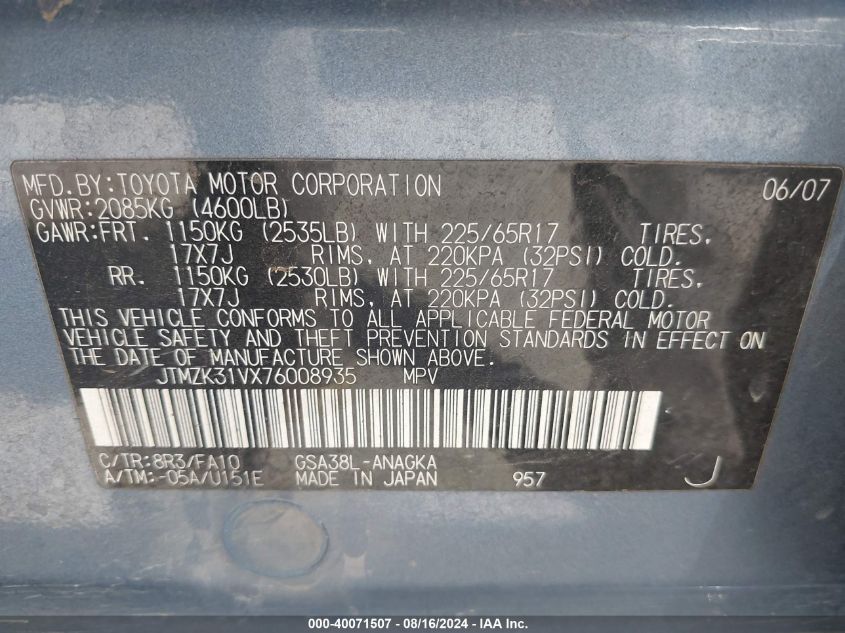 MFD.BY:TOYOTA MOTOR CORPORATION 06/07
GVWR:2085KG (4600LB)
GAWR:FRT. 1150KG (2535LB) WITH 225/65R17 TIRES,
17X7J RIMS, AT 220KPA (32PSI) COLD.
RR. 1150KG (2530LB) WITH 225/65R17 TIRES,
17X7J RIMS, AT 220KPA (32PSI) COLD.
THIS VEHICLE CONFORMS TO ALL APPLICABLE FEDERAL MOTOR
VEHICLE SAFETY AND THEFT PREVENTION STANDARDS IN EFFECT ON
THE DATE OF MANUFACTURE SHOWN ABOVE.
JTMZK31VX76008935 MPV
C/TR:8R3/FA10 GSA38L-ANAGKA
A/TM:-05A/U151E MADE IN JAPAN 957 J
000-40071507 - 08/16/2024 - IAA Inc.